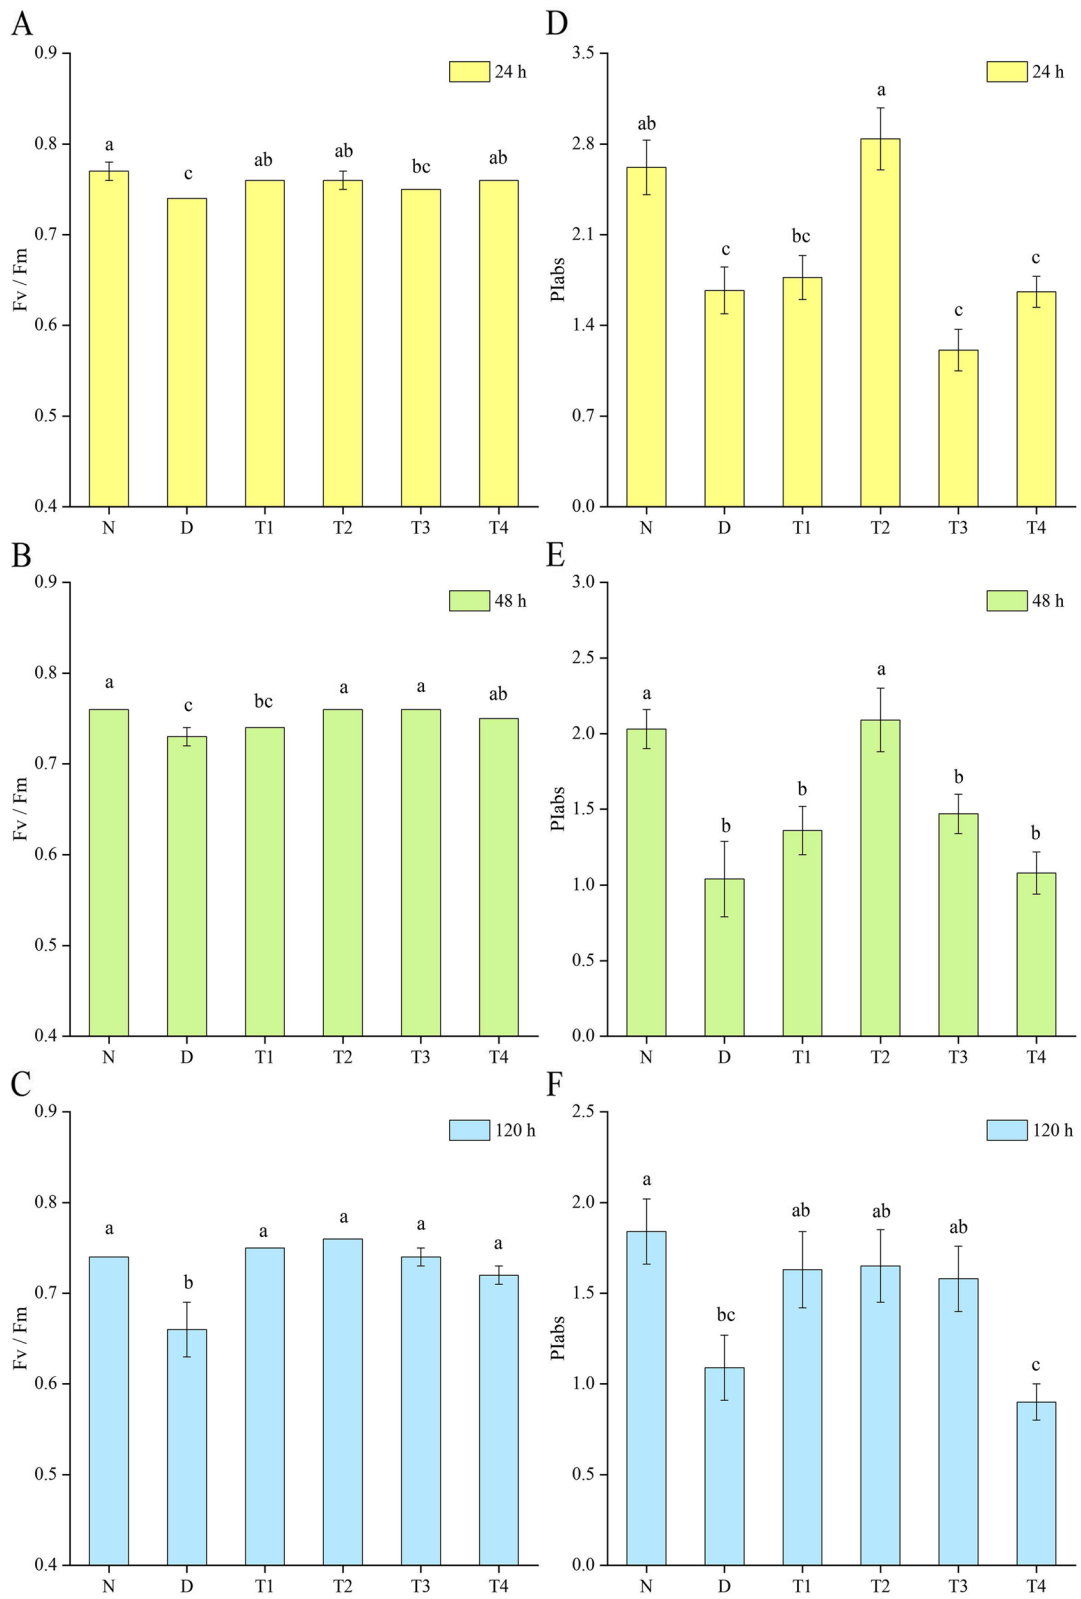 A
0.9
0.8
0.7
0.6
0.5
0.4
Fv / Fm
24 h
a
c
ab
ab
bc
ab
N D T1 T2 T3 T4
D
3.5
2.8
2.1
1.4
0.7
0.0
PIabs
24 h
ab
c
bc
a
c
c
N D T1 T2 T3 T4
B
0.9
0.8
0.7
0.6
0.5
0.4
Fv / Fm
48 h
a
c
bc
a
a
ab
N D T1 T2 T3 T4
E
3.0
2.5
2.0
1.5
1.0
0.5
0.0
PIabs
48 h
a
b
b
a
b
b
N D T1 T2 T3 T4
C
0.9
0.8
0.7
0.6
0.5
0.4
Fv / Fm
120 h
a
b
a
a
a
a
N D T1 T2 T3 T4
F
2.5
2.0
1.5
1.0
0.5
0.0
PIabs
120 h
a
bc
ab
ab
ab
c
N D T1 T2 T3 T4